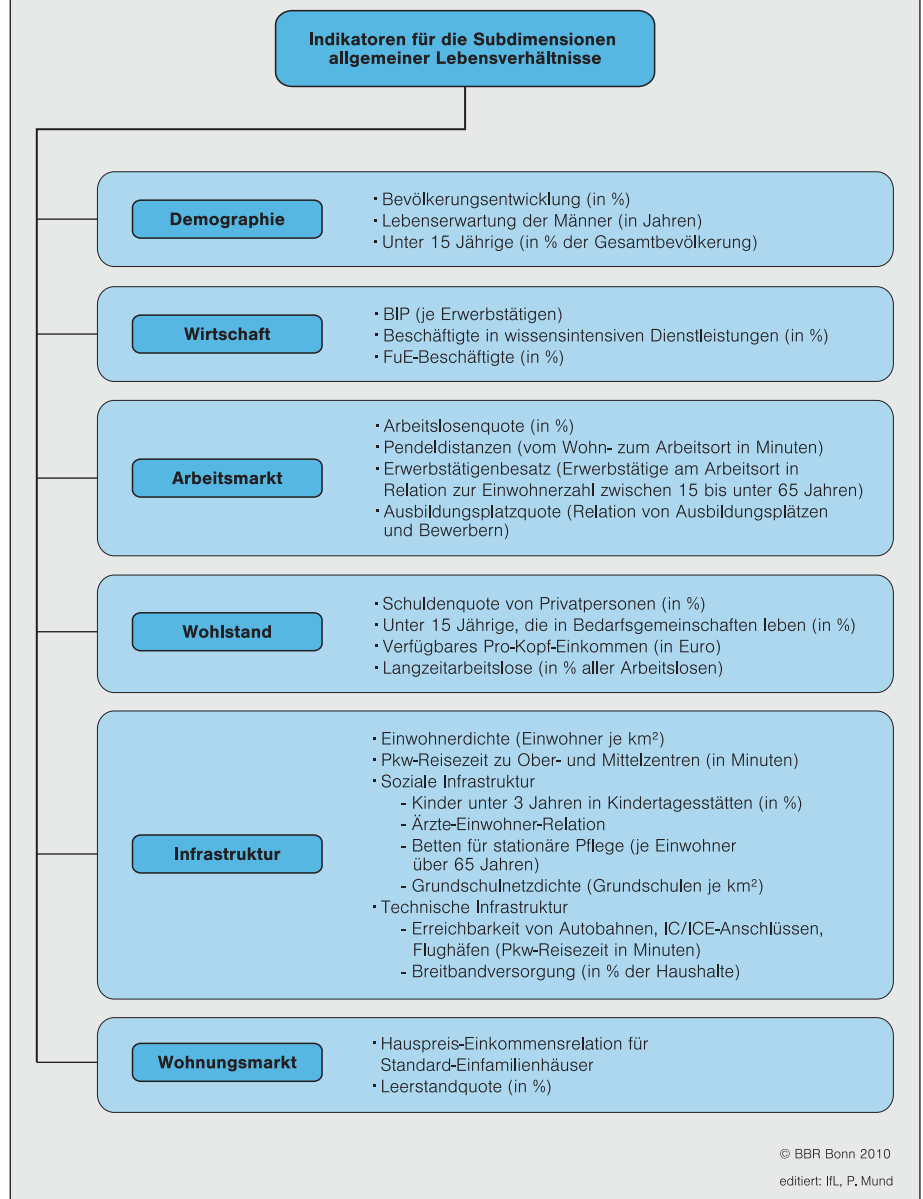 Indikatoren für die Subdimensionen
allgemeiner Lebensverhältnisse
Demographie
· Bevölkerungsentwicklung (in %)
· Lebenserwartung der Männer (in Jahren)
· Unter 15 Jährige (in % der Gesamtbevölkerung)
Wirtschaft
· BIP (je Erwerbstätigen)
· Beschäftigte in wissensintensiven Dienstleistungen (in %)
· FuE-Beschäftigte (in %)
Arbeitsmarkt
· Arbeitslosenquote (in %)
· Pendeldistanzen (vom Wohn- zum Arbeitsort in Minuten)
· Erwerbstätigenbesatz (Erwerbstätige am Arbeitsort in
Relation zur Einwohnerzahl zwischen 15 bis unter 65 Jahren)
· Ausbildungsplatzquote (Relation von Ausbildungsplätzen
und Bewerbern)
Wohlstand
· Schuldenquote von Privatpersonen (in %)
· Unter 15 Jährige, die in Bedarfsgemeinschaften leben (in %)
· Verfügbares Pro-Kopf-Einkommen (in Euro)
· Langzeitarbeitslose (in % aller Arbeitslosen)
Infrastruktur
· Einwohnerdichte (Einwohner je km²)
· Pkw-Reisezeit zu Ober- und Mittelzentren (in Minuten)
· Soziale Infrastruktur
- Kinder unter 3 Jahren in Kindertagesstätten (in %)
- Ärzte-Einwohner-Relation
- Betten für stationäre Pflege (je Einwohner
über 65 Jahren)
- Grundschulnetzdichte (Grundschulen je km²)
· Technische Infrastruktur
- Erreichbarkeit von Autobahnen, IC/ICE-Anschlüssen,
Flughäfen (Pkw-Reisezeit in Minuten)
- Breitbandversorgung (in % der Haushalte)
Wohnungsmarkt
· Hauspreis-Einkommensrelation für
Standard-Einfamilienhäuser
· Leerstandquote (in %)
© BBR Bonn 2010
editiert: IfL, P. Mund